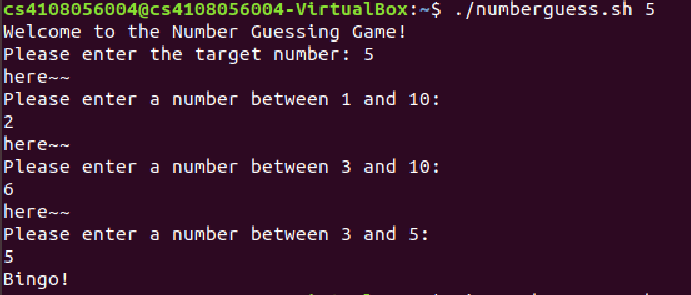 cs4108056004@cs4108056004-VirtualBox:~$ ./numberguess.sh 5
Welcome to the Number Guessing Game!
Please enter the target number: 5
here~~
Please enter a number between 1 and 10:
2
here~~
Please enter a number between 3 and 10:
6
here~~
Please enter a number between 3 and 5:
5
Bingo!